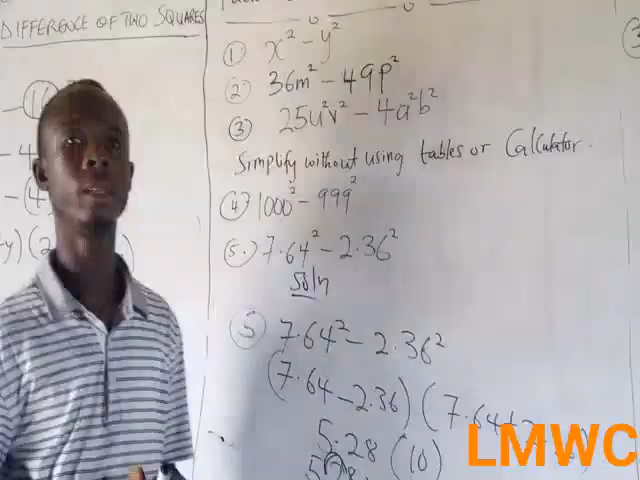 DIFFERENCE OF TWO SQUARES
① x² - y²
② 36m² - 49p²
③ 25u²v² - 4a²b²
Simplify without using tables or Calculator.
④ 1000² - 999²
⑤ 7.64² - 2.36²
Soln
⑤ 7.64² - 2.36²
(7.64 - 2.36) (7.64 + 2
5.28 (10)
LMWC